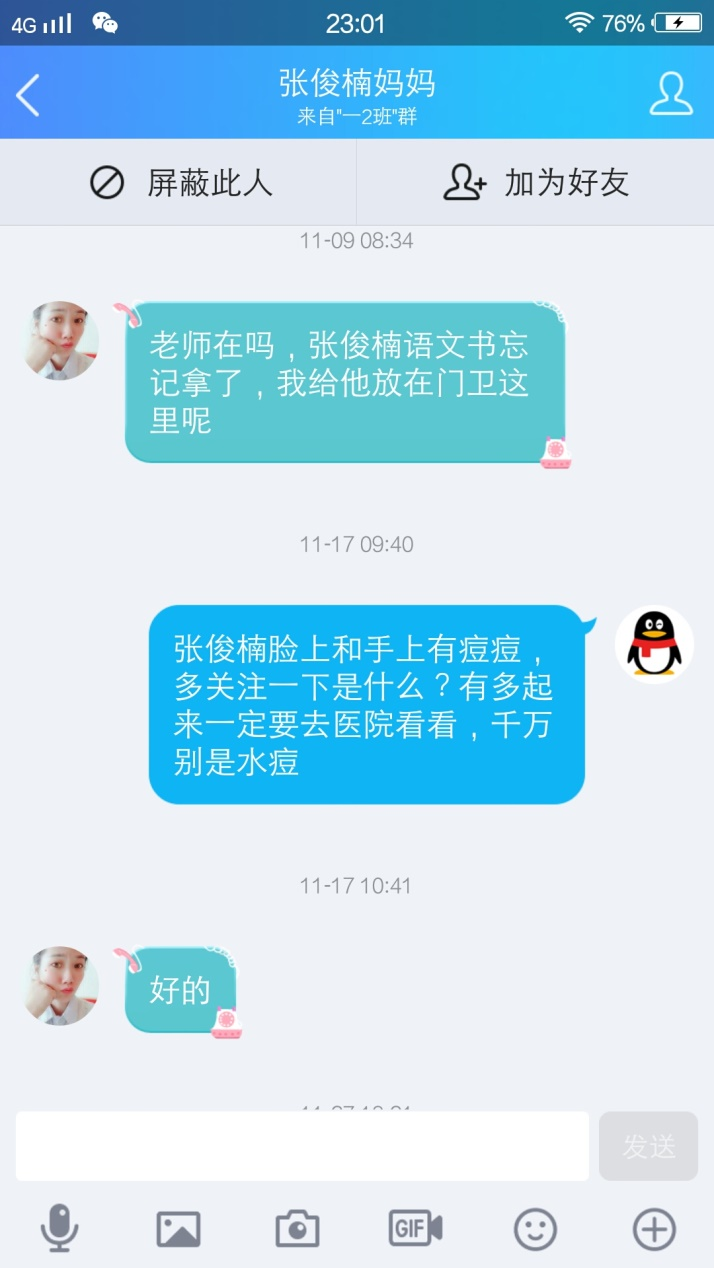 4G 23:01 76%
张俊楠妈妈
来自"一2班"群
屏蔽此人 加为好友
11-09 08:34
老师在吗，张俊楠语文书忘
记拿了，我给他放在门卫这
里呢
11-17 09:40
张俊楠脸上和手上有痘痘，
多关注一下是什么？有多起
来一定要去医院看看，千万
别是水痘
11-17 10:41
好的
发送
GIF